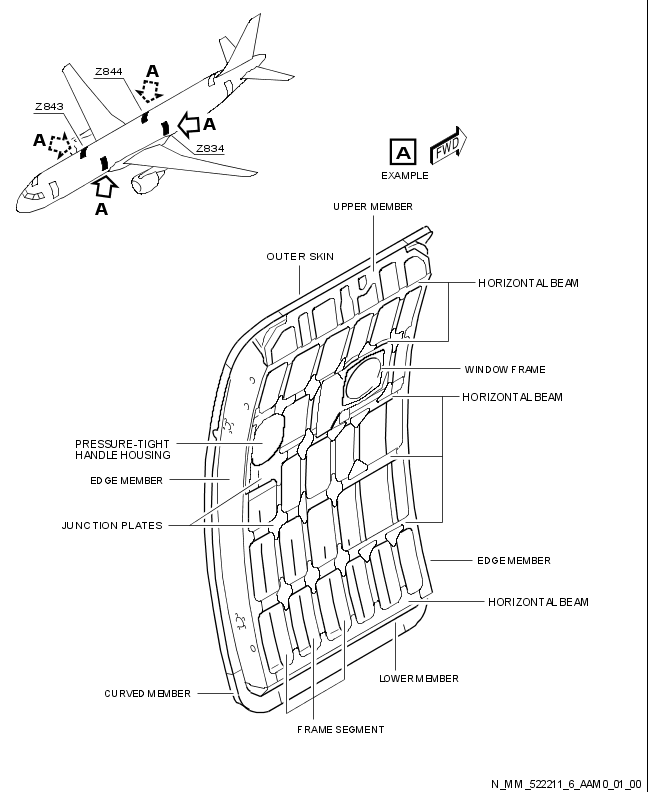 A
Z844
Z843
A
A
Z834
A
A
FWD
EXAMPLE
UPPER MEMBER
OUTER SKIN
HORIZONTAL BEAM
WINDOW FRAME
HORIZONTAL BEAM
PRESSURE-TIGHT
HANDLE HOUSING
EDGE MEMBER
JUNCTION PLATES
EDGE MEMBER
HORIZONTAL BEAM
LOWER MEMBER
CURVED MEMBER
FRAME SEGMENT
N_MM_522211_6_AAM0_01_00